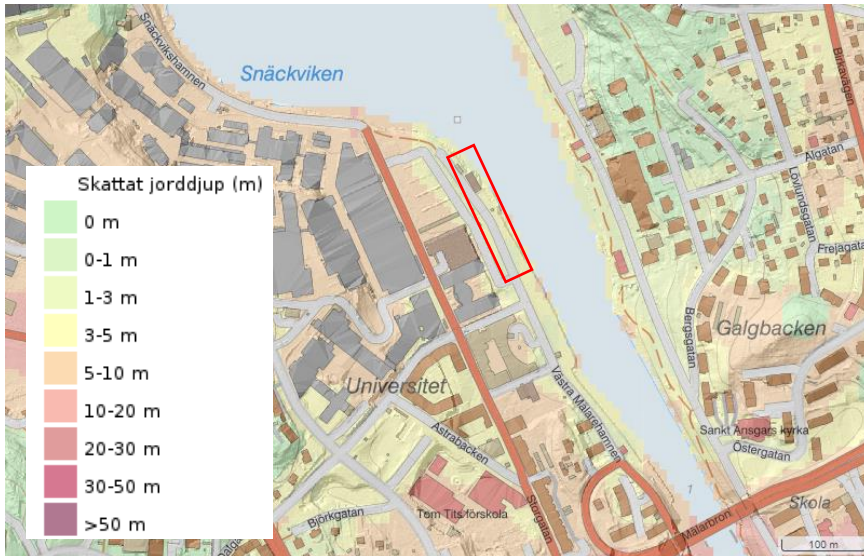 Snäckvikshamnen
Snäckviken
Birkavägen
Algatan
Lövlundsgatan
Frejagata
Skattat jorddjup (m)
0 m
0-1 m
1-3 m
3-5 m
5-10 m
10-20 m
20-30 m
30-50 m
>50 m
Bergsgatan
Galgbacken
Universitet
Västra Mälarehamnen
Sankt Ansgars kyrka
Östergatan
Astrabacken
Storgatan
Tom Tits förskola
Björkgatan
Mälarbron
Skola
1
100 m